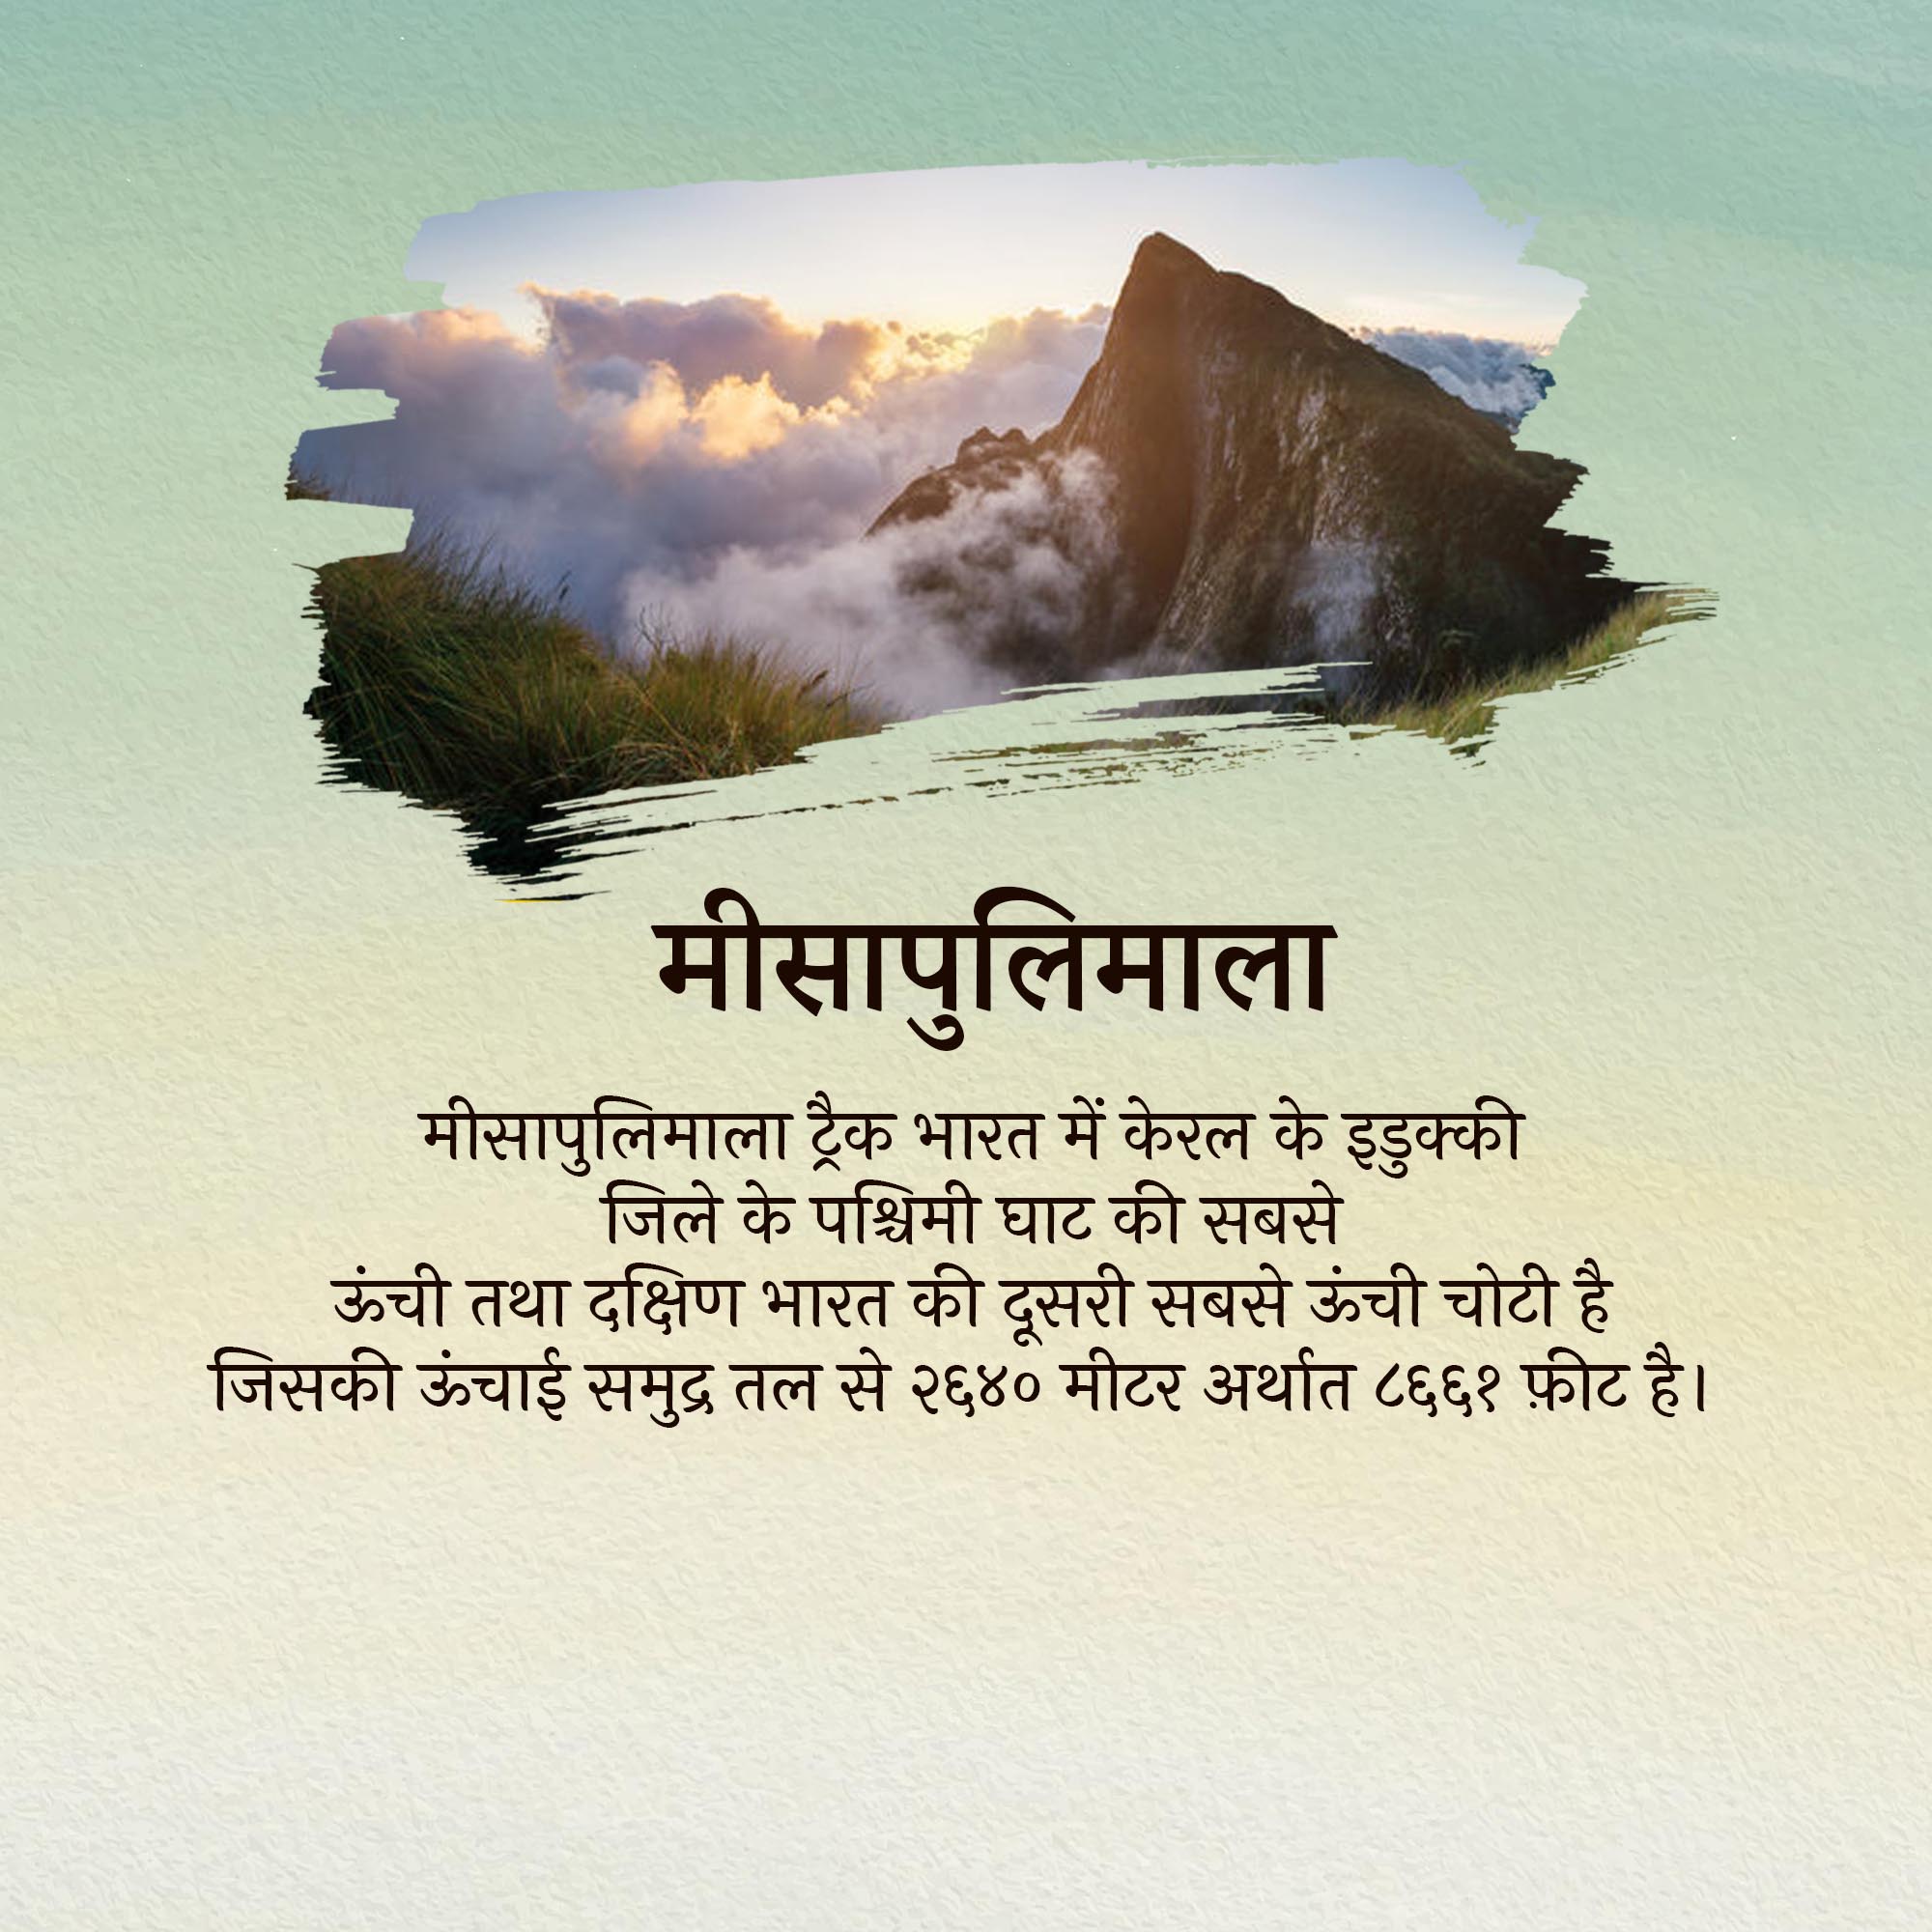 मीसापुलिमाला
मीसापुलिमाला ट्रैक भारत में केरल के इडुक्की
जिले के पश्चिमी घाट की सबसे
ऊंची तथा दक्षिण भारत की दूसरी सबसे ऊंची चोटी है
जिसकी ऊंचाई समुद्र तल से २६४० मीटर अर्थात ८६६१ फ़ीट है।